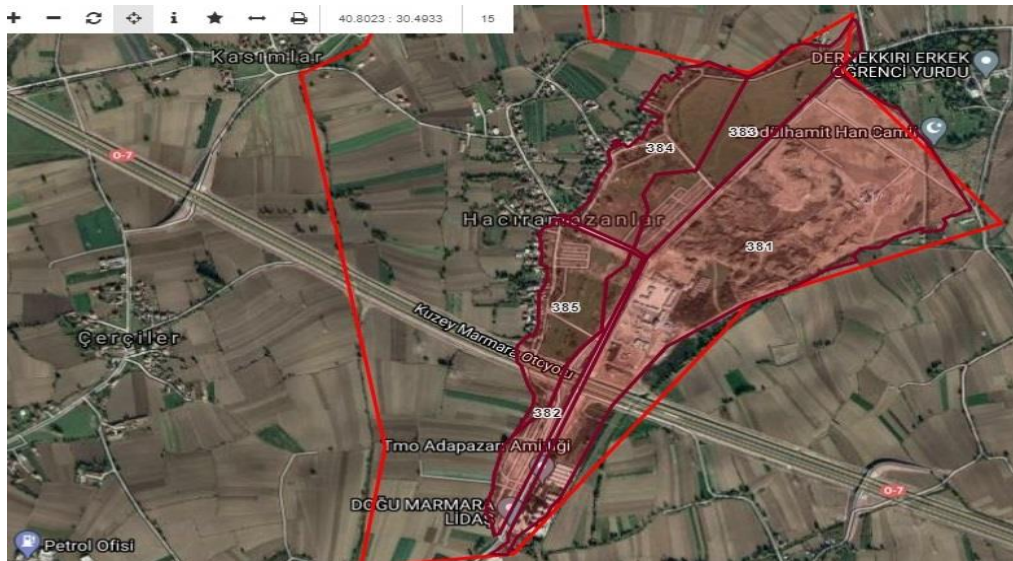 40.8023 : 30.4933
15
Kasımlar
DERNEKKIRI ERKEK
ÖĞRENCİ YURDU
383
dülhamit Han Camii
384
Hacıramazanlar
381
O-7
385
Kuzey Marmara Otoyolu
Çerçiler
382
Tmo Adapazarı Amirliği
DOĞU MARMARA
LİDAŞ
O-7
Petrol Ofisi